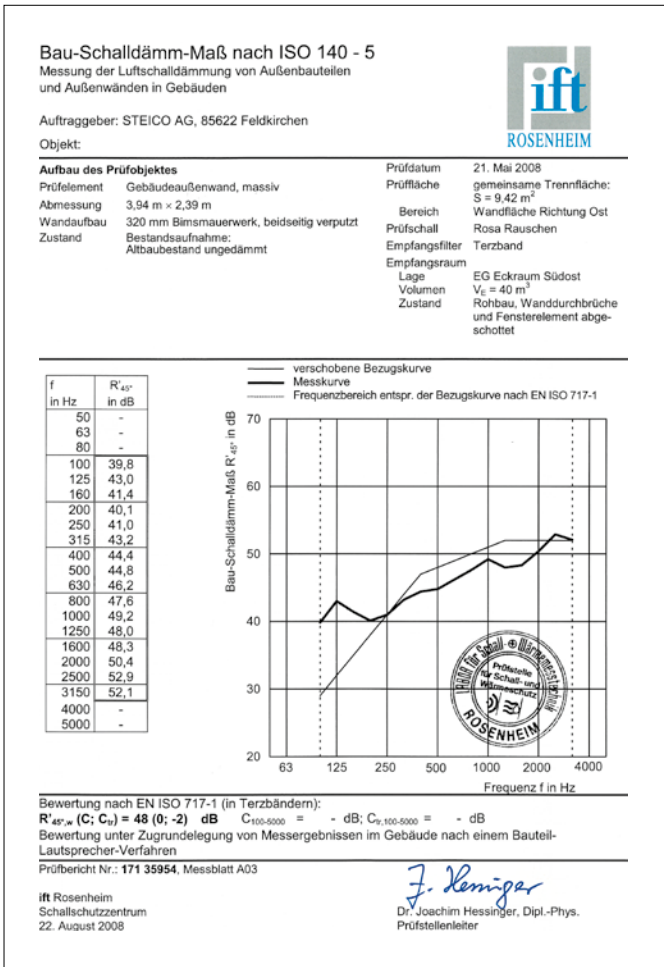 Bau-Schalldämm-Maß nach ISO 140 - 5
Messung der Luftschalldämmung von Außenbauteilen
und Außenwänden in Gebäuden
Auftraggeber: STEICO AG, 85622 Feldkirchen
Objekt:
ift
ROSENHEIM
Aufbau des Prüfobjektes
Prüfelement Gebäudeaußenwand, massiv
Abmessung 3,94 m × 2,39 m
Wandaufbau 320 mm Bimsmauerwerk, beidseitig verputzt
Zustand Bestandsaufnahme:
Altbaubestand ungedämmt
Prüfdatum 21. Mai 2008
Prüffläche gemeinsame Trennfläche:
S = 9,42 m²
Bereich Wandfläche Richtung Ost
Prüfschall Rosa Rauschen
Empfangsfilter Terzband
Empfangsraum
Lage EG Eckraum Südost
Volumen V_E = 40 m³
Zustand Rohbau, Wanddurchbrüche
und Fensterelement abge-
schottet
f R'45°
in Hz in dB
50 -
63 -
80 -
100 39,8
125 43,0
160 41,4
200 40,1
250 41,0
315 43,2
400 44,4
500 44,8
630 46,2
800 47,6
1000 49,2
1250 48,0
1600 48,3
2000 50,4
2500 52,9
3150 52,1
4000 -
5000 -
verschobene Bezugskurve
Messkurve
Frequenzbereich entspr. der Bezugskurve nach EN ISO 717-1
Bau-Schalldämm-Maß R'45° in dB
70
60
50
40
30
20
63 125 250 500 1000 2000 4000
Frequenz f in Hz
LABOR für Schall- und Wärmemesstechnik
ROSENHEIM
Prüfstelle
für Schall- und
Wärmeschutz
Bewertung nach EN ISO 717-1 (in Terzbändern):
R'45°,w (C; Ctr) = 48 (0; -2) dB C100-5000 = - dB; Ctr,100-5000 = - dB
Bewertung unter Zugrundelegung von Messergebnissen im Gebäude nach einem Bauteil-
Lautsprecher-Verfahren
Prüfbericht Nr.: 171 35954, Messblatt A03
ift Rosenheim
Schallschutzzentrum
22. August 2008
J. Hessinger
Dr. Joachim Hessinger, Dipl.-Phys.
Prüfstellenleiter